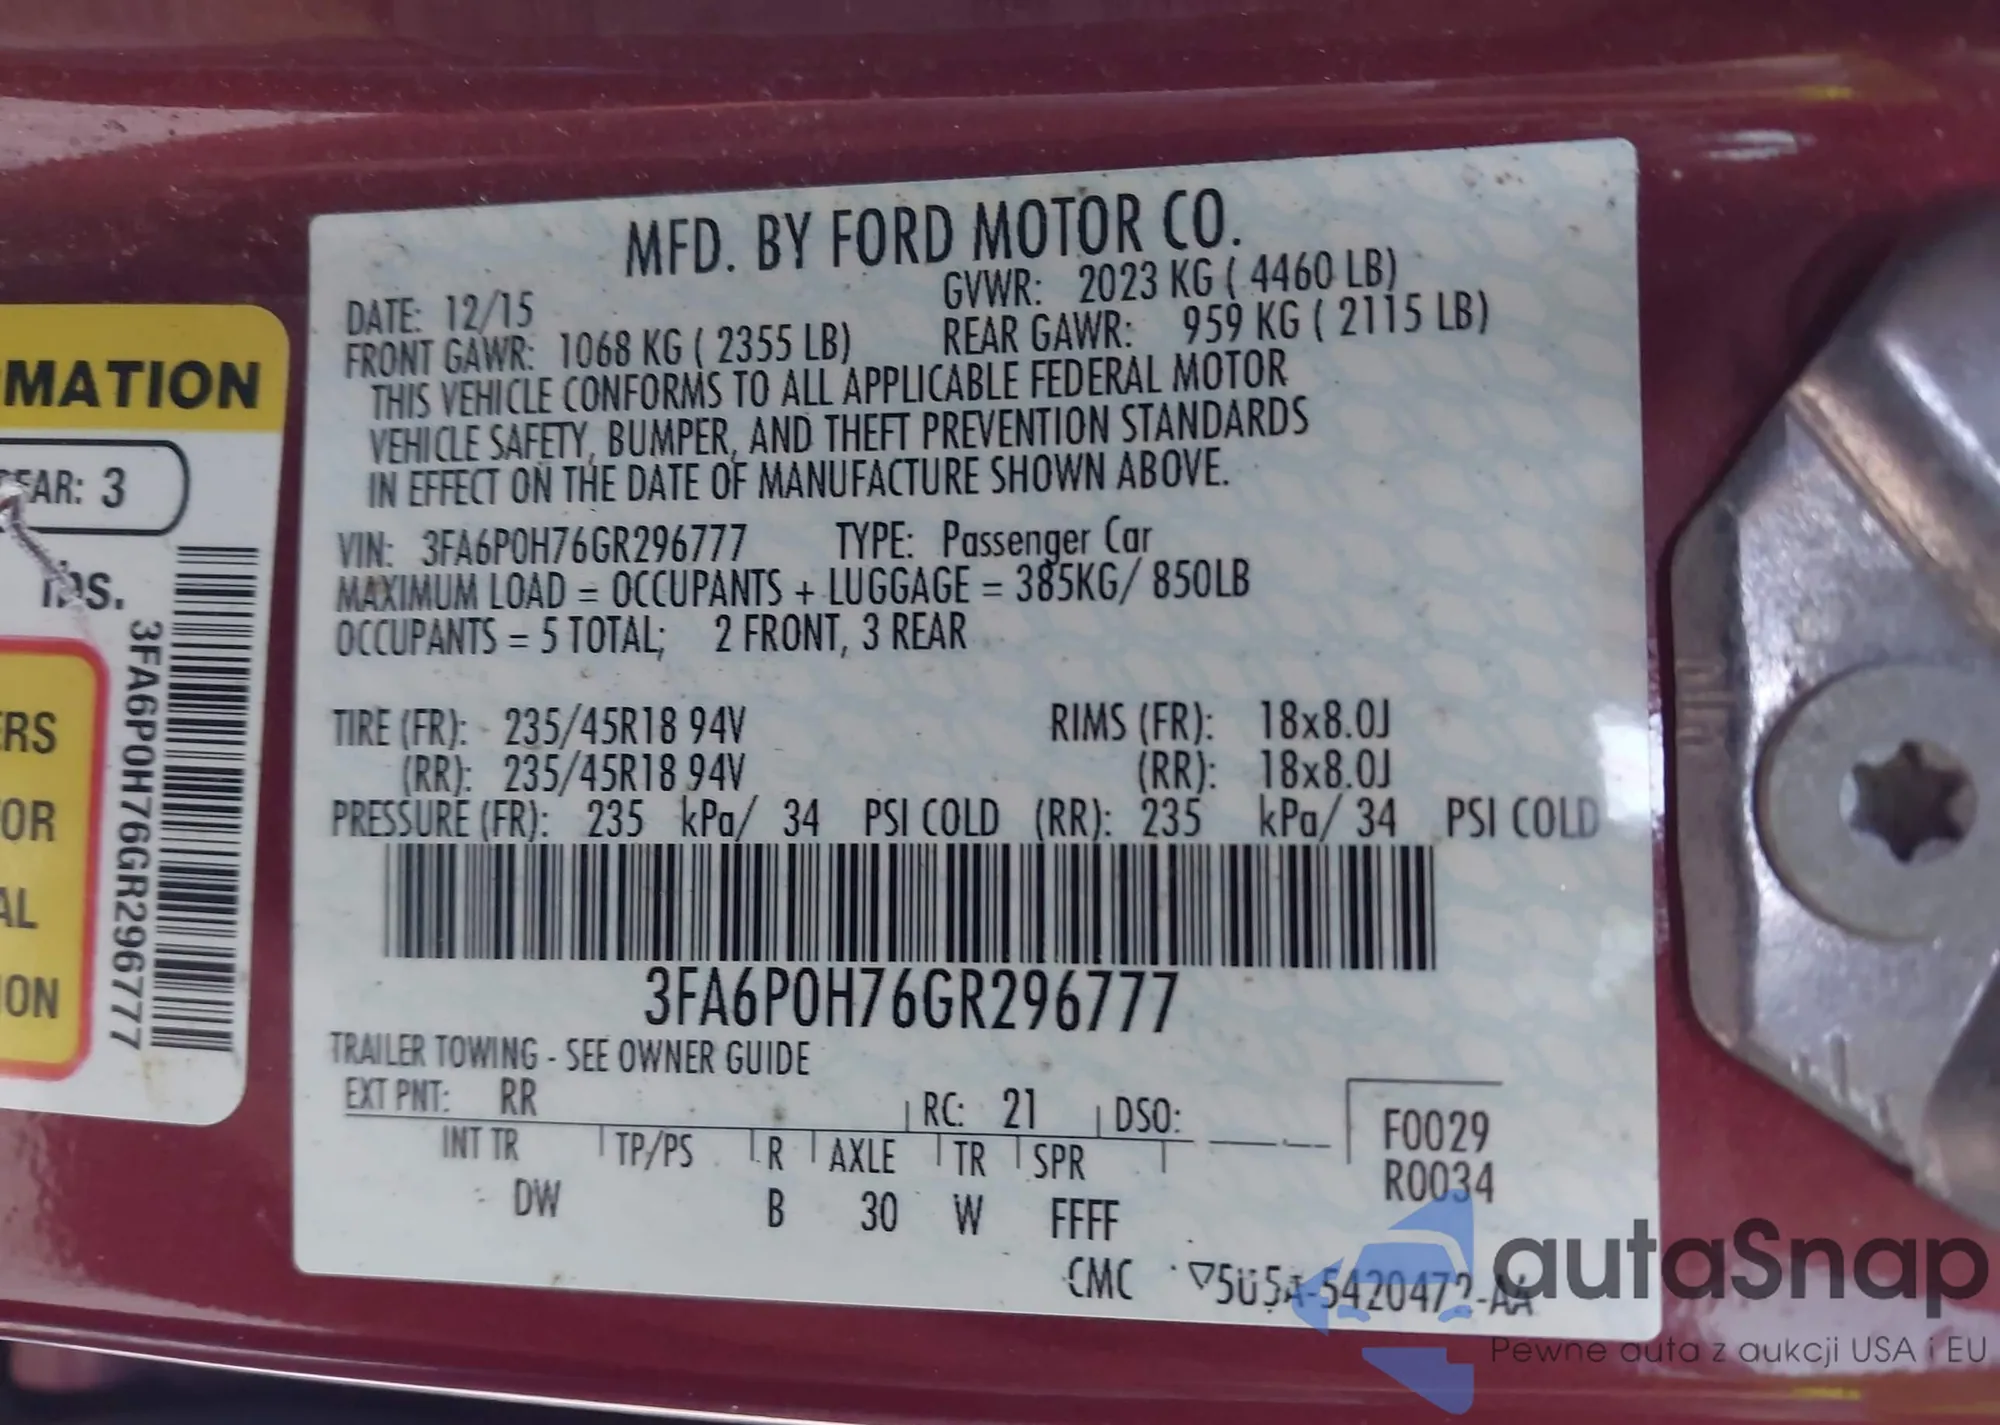 MFD. BY FORD MOTOR CO.
DATE: 12/15
GVWR: 2023 KG ( 4460 LB)
FRONT GAWR: 1068 KG ( 2355 LB)
REAR GAWR: 959 KG ( 2115 LB)
THIS VEHICLE CONFORMS TO ALL APPLICABLE FEDERAL MOTOR
VEHICLE SAFETY, BUMPER, AND THEFT PREVENTION STANDARDS
IN EFFECT ON THE DATE OF MANUFACTURE SHOWN ABOVE.
VIN: 3FA6P0H76GR296777 TYPE: Passenger Car
MAXIMUM LOAD = OCCUPANTS + LUGGAGE = 385KG/ 850LB
OCCUPANTS = 5 TOTAL; 2 FRONT, 3 REAR
TIRE (FR): 235/45R18 94V RIMS (FR): 18x8.0J
(RR): 235/45R18 94V (RR): 18x8.0J
PRESSURE (FR): 235 kPa/ 34 PSI COLD (RR): 235 kPa/ 34 PSI COLD
3FA6P0H76GR296777
TRAILER TOWING - SEE OWNER GUIDE
EXT PNT: RR RC: 21 DSO:
F0029
R0034
INT TR TP/PS R AXLE TR SPR
DW B 30 W FFFF
CMC
MATION
EAR: 3
lbs.
ERS
OR
AL
ION
3FA6P0H76GR296777
autaSnap
Pewne auta z aukcji USA i EU